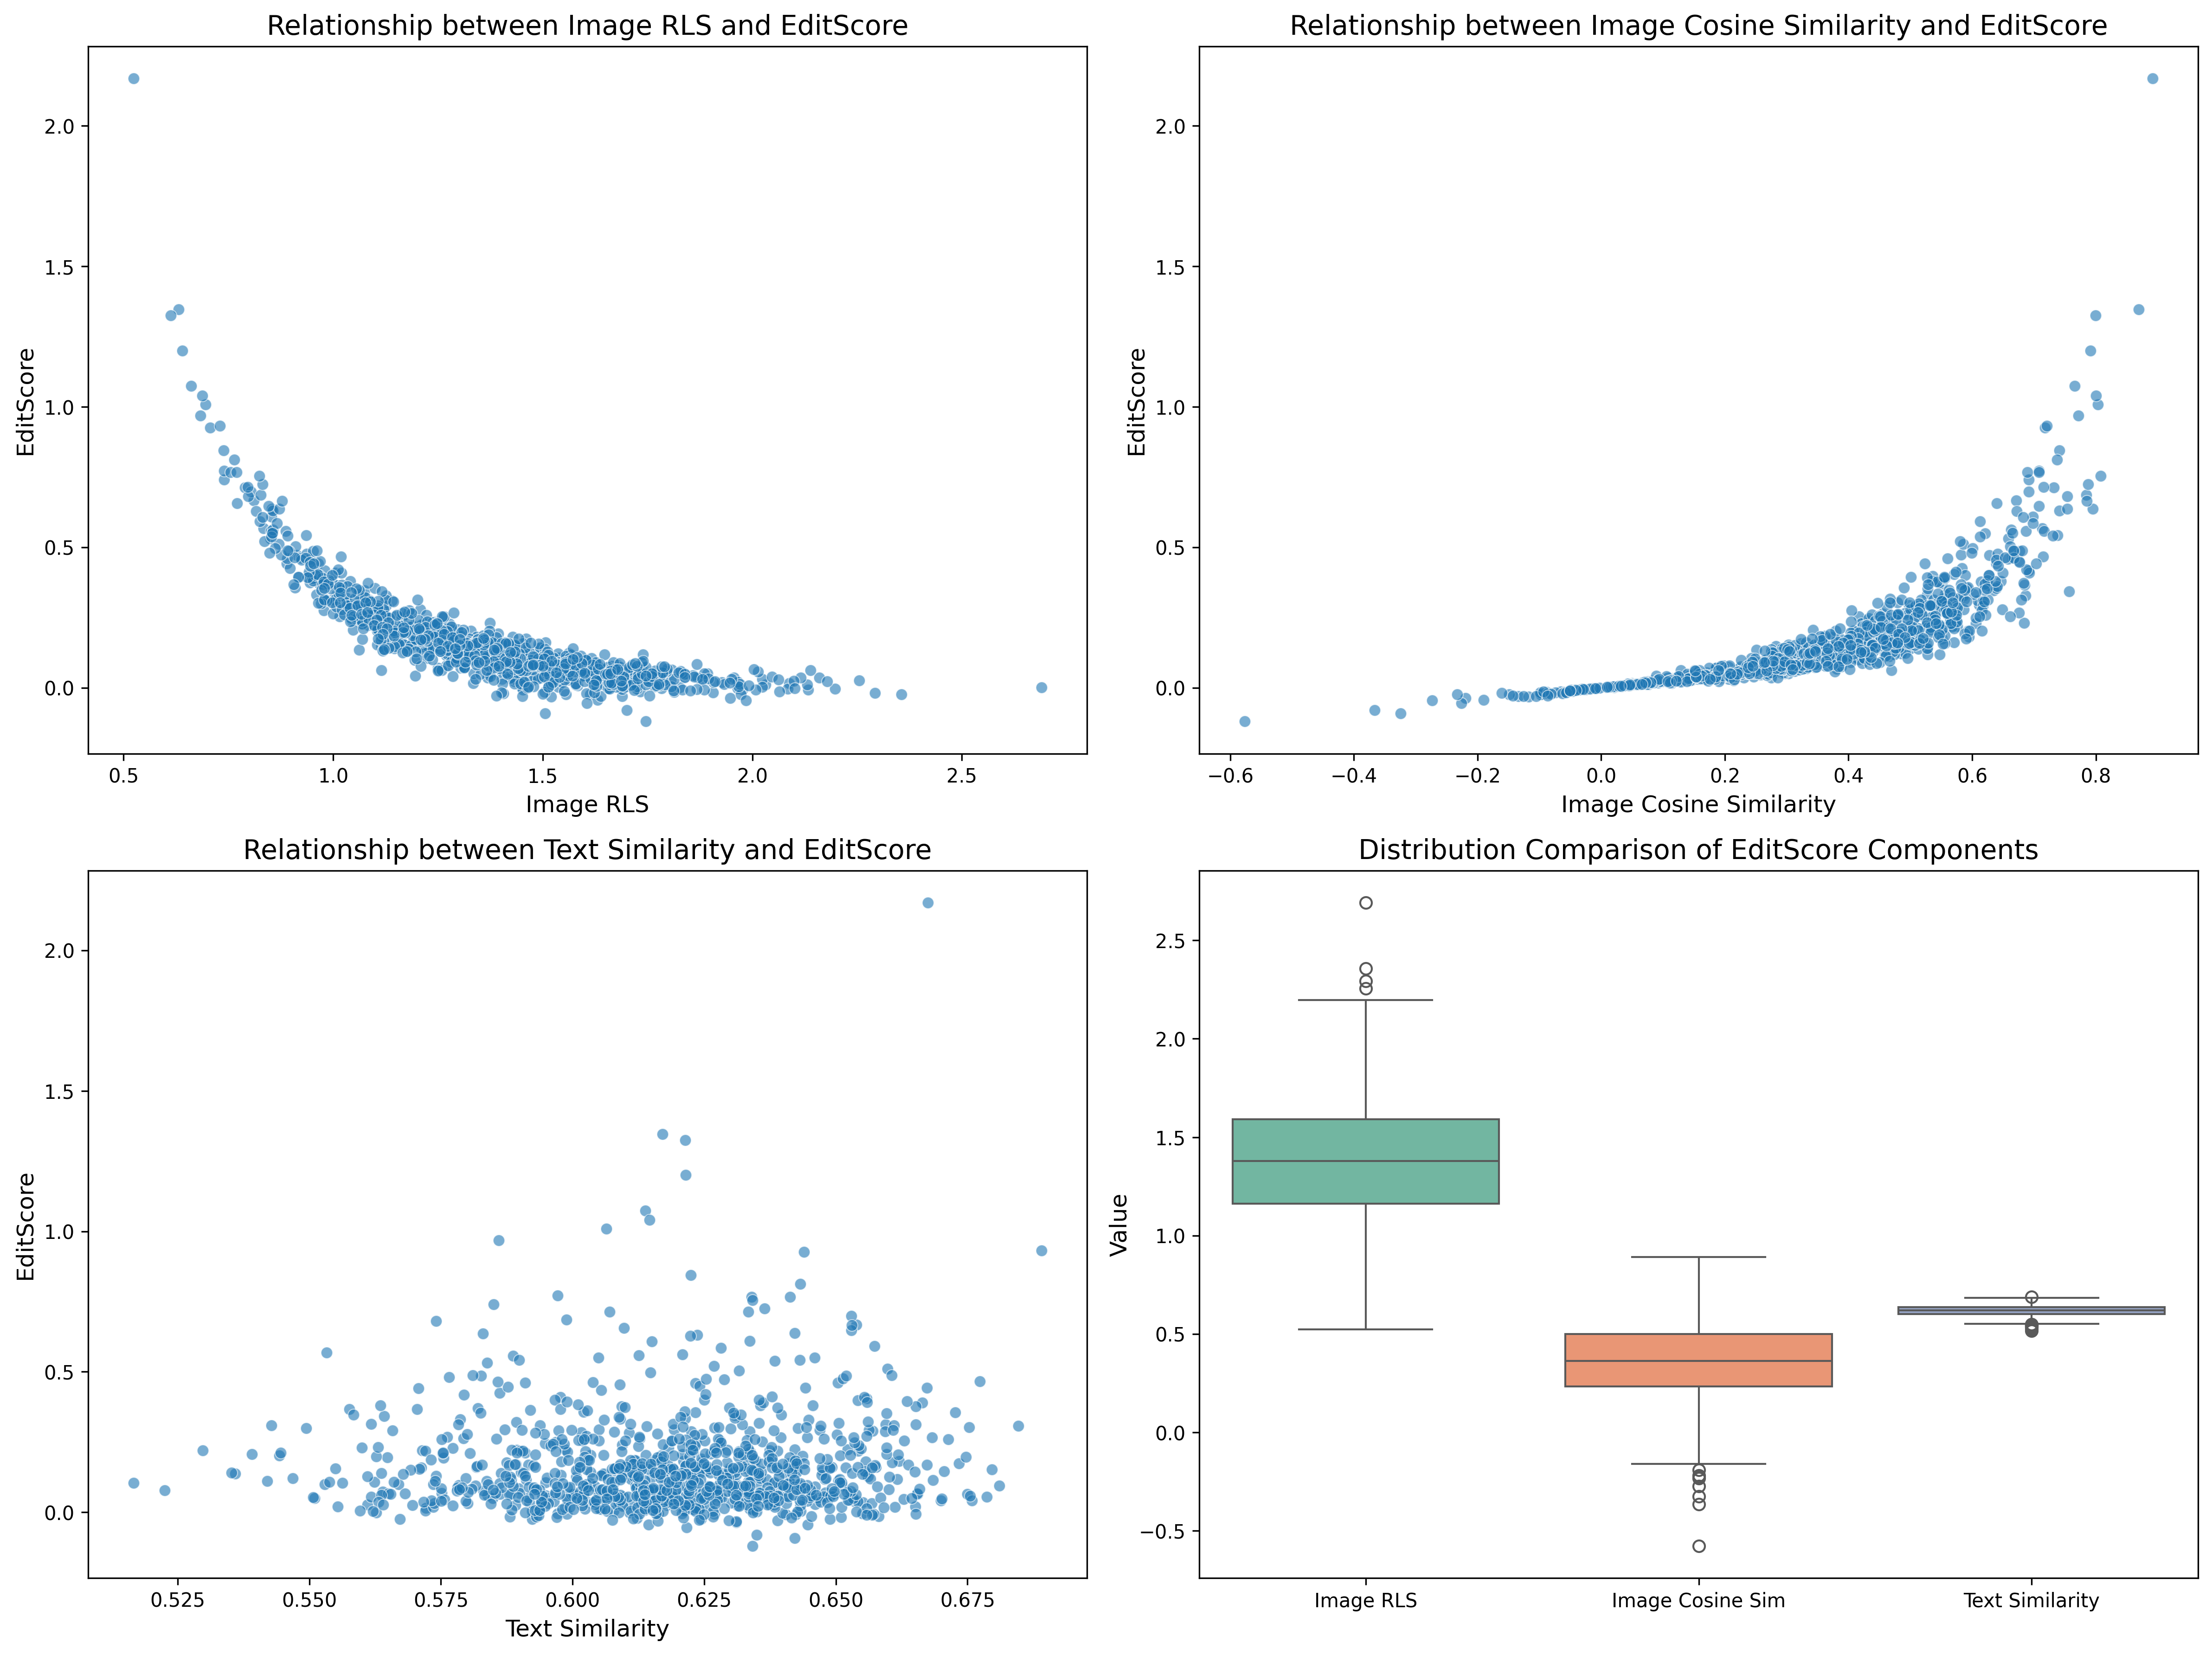 Relationship between Image RLS and EditScore
EditScore
2.0
1.5
1.0
0.5
0.0
0.5 1.0 1.5 2.0 2.5
Image RLS
Relationship between Image Cosine Similarity and EditScore
EditScore
2.0
1.5
1.0
0.5
0.0
−0.6 −0.4 −0.2 0.0 0.2 0.4 0.6 0.8
Image Cosine Similarity
Relationship between Text Similarity and EditScore
EditScore
2.0
1.5
1.0
0.5
0.0
0.525 0.550 0.575 0.600 0.625 0.650 0.675
Text Similarity
Distribution Comparison of EditScore Components
Value
2.5
2.0
1.5
1.0
0.5
0.0
−0.5
Image RLS Image Cosine Sim Text Similarity